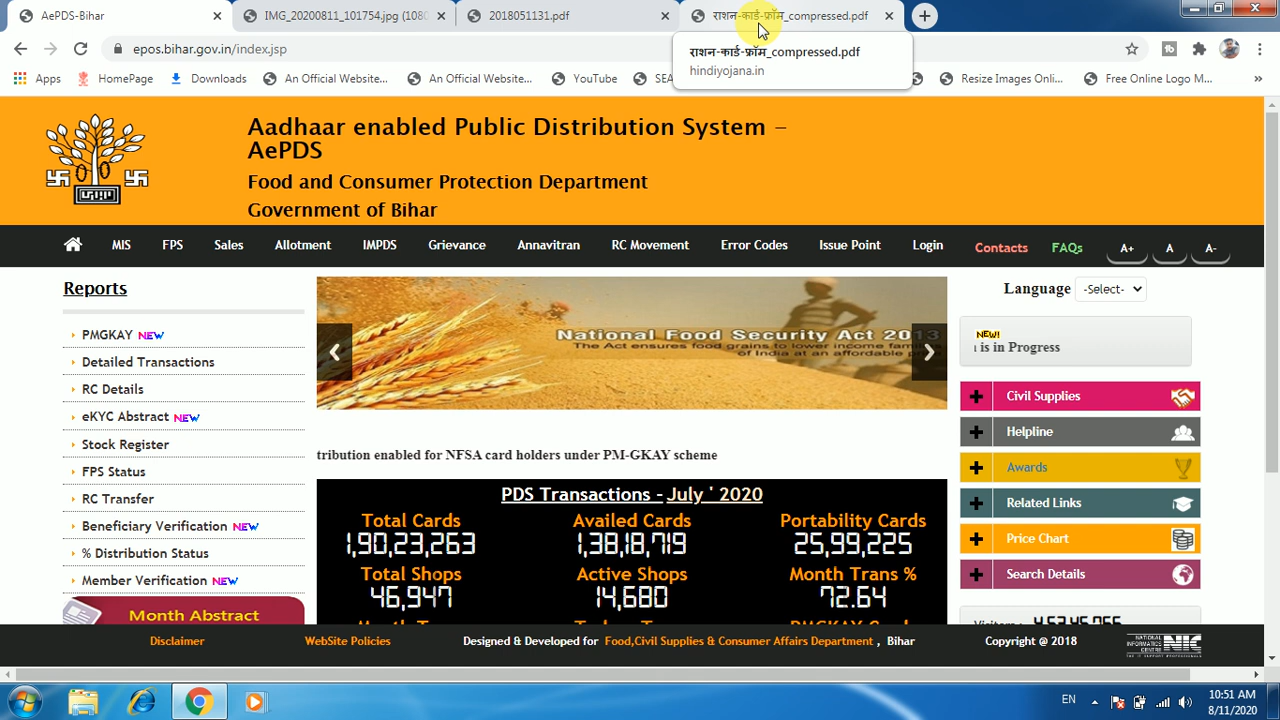 AePDS-Bihar
IMG_20200811_101754.jpg (1080
2018051131.pdf
राशन-कार्ड-फ्रॉम_compressed.pdf
epos.bihar.gov.in/index.jsp
राशन-कार्ड-फ्रॉम_compressed.pdf
hindiyojana.in
Apps
HomePage
Downloads
An Official Website...
An Official Website...
YouTube
SEA
Resize Images Onli...
Free Online Logo M...
Aadhaar enabled Public Distribution System -
AePDS
Food and Consumer Protection Department
Government of Bihar
MIS FPS Sales Allotment IMPDS Grievance Annavitran RC Movement Error Codes Issue Point Login Contacts FAQs A+ A A-
Reports
PMGKAY NEW
Detailed Transactions
RC Details
eKYC Abstract NEW
Stock Register
FPS Status
RC Transfer
Beneficiary Verification NEW
% Distribution Status
Member Verification NEW
Month Abstract
National Food Security Act 2013
The Act ensures food grains to lower income
of India at an affordable
tribution enabled for NFSA card holders under PM-GKAY scheme
PDS Transactions - July ' 2020
Total Cards Availed Cards Portability Cards
1,90,23,263 1,38,18,719 25,99,225
Total Shops Active Shops Month Trans %
46,947 14,680 72.64
Language -Select-
NEW!
is in Progress
Civil Supplies
Helpline
Awards
Related Links
Price Chart
Search Details
Disclaimer
WebSite Policies
Designed & Developed for Food,Civil Supplies & Consumer Affairs Department , Bihar
Copyright @ 2018
NATIONAL
INFORMATICS
CENTRE
NIC
EN
10:51 AM
8/11/2020